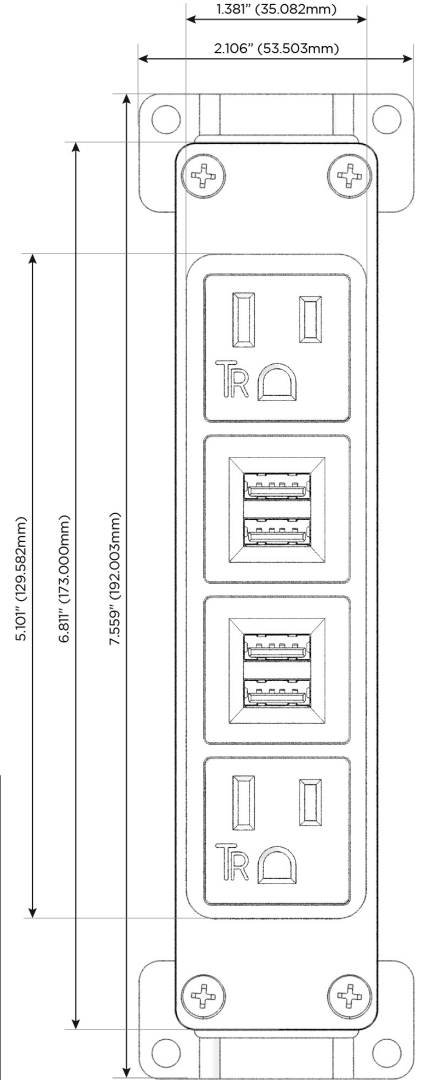 1.381" (35.082mm)
2.106" (53.503mm)
5.101" (129.582mm)
6.811" (173.000mm)
7.559" (192.003mm)
TR
TR